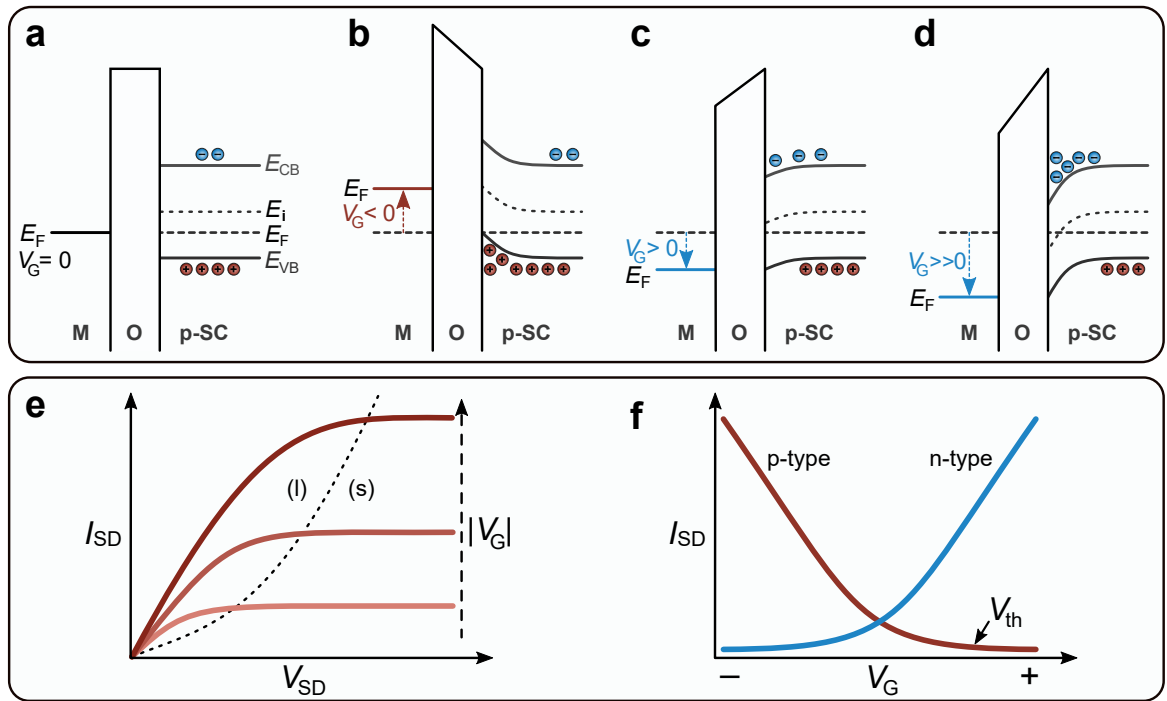 a
E_CB
E_i
E_F
E_F
V_G = 0
E_VB
M O p-SC
b
E_F
V_G < 0
M O p-SC
c
V_G > 0
E_F
M O p-SC
d
V_G >>0
E_F
M O p-SC
e
(l) (s)
I_SD
|V_G|
V_SD
f
p-type n-type
I_SD
V_th
− V_G +